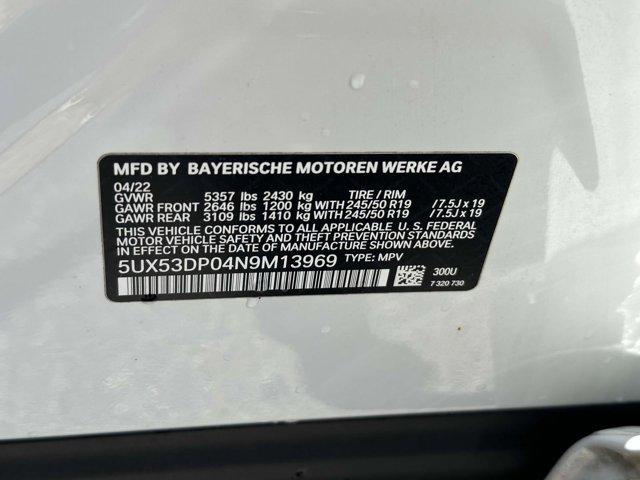 MFD BY BAYERISCHE MOTOREN WERKE AG
04/22
GVWR 5357 lbs 2430 kg TIRE / RIM
GAWR FRONT 2646 lbs 1200 kg WITH 245/50 R19 / 7.5J x 19
GAWR REAR 3109 lbs 1410 kg WITH 245/50 R19 / 7.5J x 19
THIS VEHICLE CONFORMS TO ALL APPLICABLE U. S. FEDERAL
MOTOR VEHICLE SAFETY, BUMPER, AND THEFT PREVENTION STANDARDS
IN EFFECT ON THE DATE OF MANUFACTURE SHOWN ABOVE.
5UX53DP04N9M13969 TYPE: MPV
300U
7 320 730